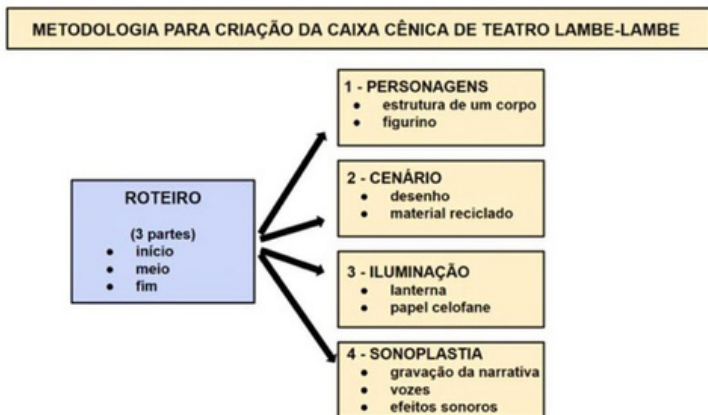 METODOLOGIA PARA CRIAÇÃO DA CAIXA CÊNICA DE TEATRO LAMBE-LAMBE
ROTEIRO
(3 partes)
• início
• meio
• fim
1 - PERSONAGENS
• estrutura de um corpo
• figurino
2 - CENÁRIO
• desenho
• material reciclado
3 - ILUMINAÇÃO
• lanterna
• papel celofane
4 - SONOPLASTIA
• gravação da narrativa
• vozes
• efeitos sonoros